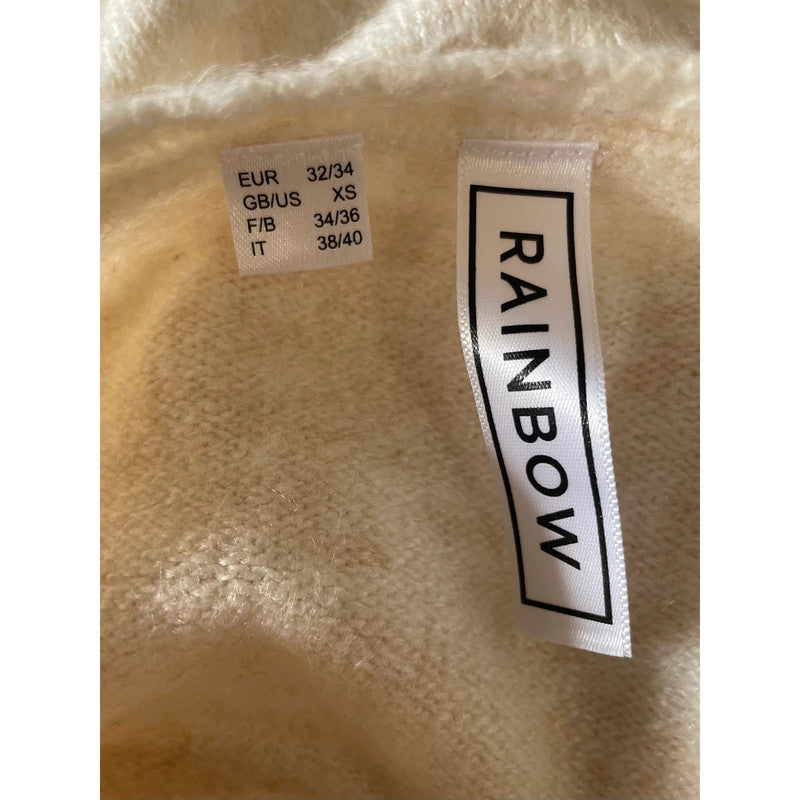 EUR 32/34
GB/US XS
F/B 34/36
IT 38/40
RAINBOW